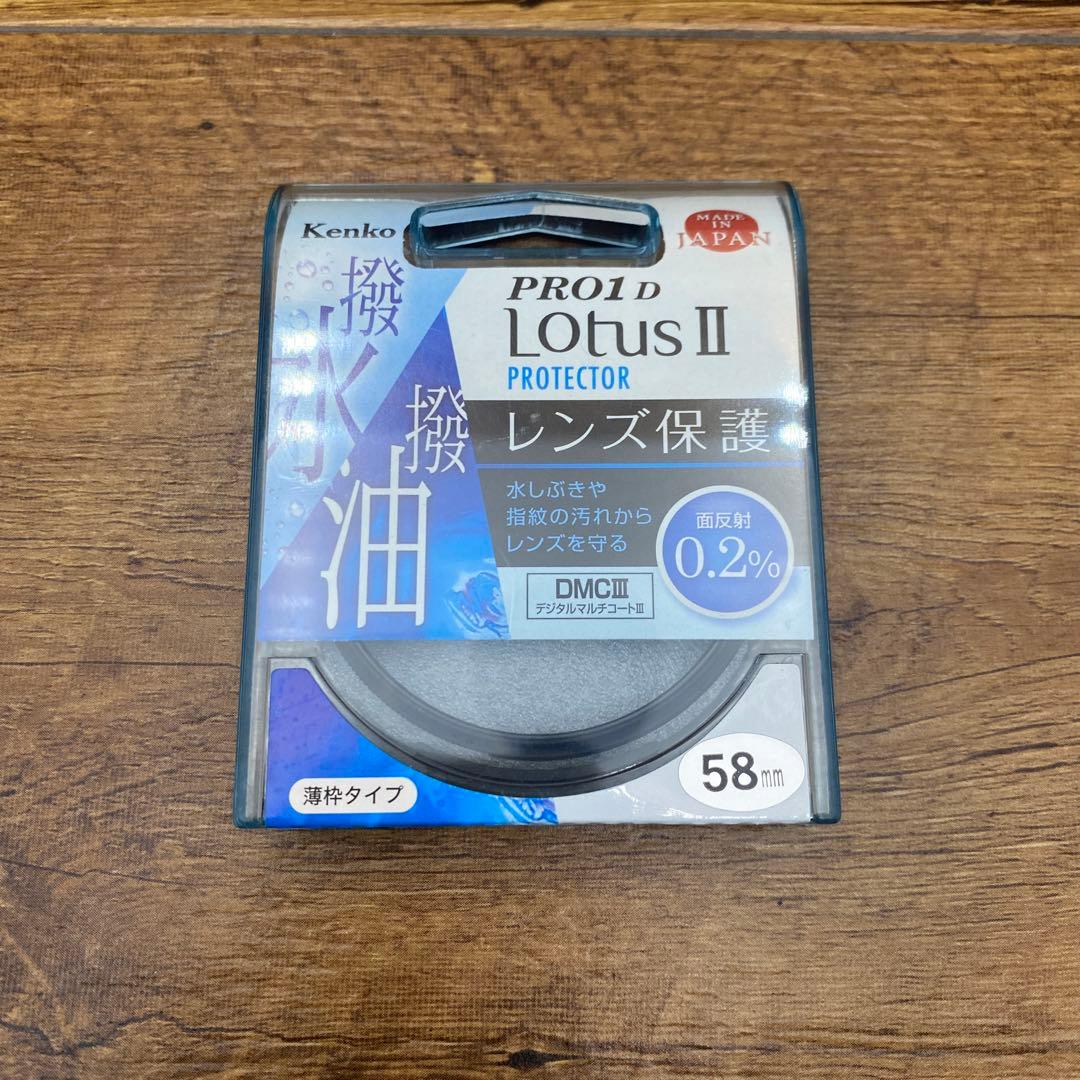 Kenko
MADE
IN
JAPAN
撥水
撥油
PRO1 D
Lotus II
PROTECTOR
レンズ保護
水しぶきや
指紋の汚れから
レンズを守る
面反射
0.2%
DMCⅢ
デジタルマルチコートⅢ
薄枠タイプ
58mm